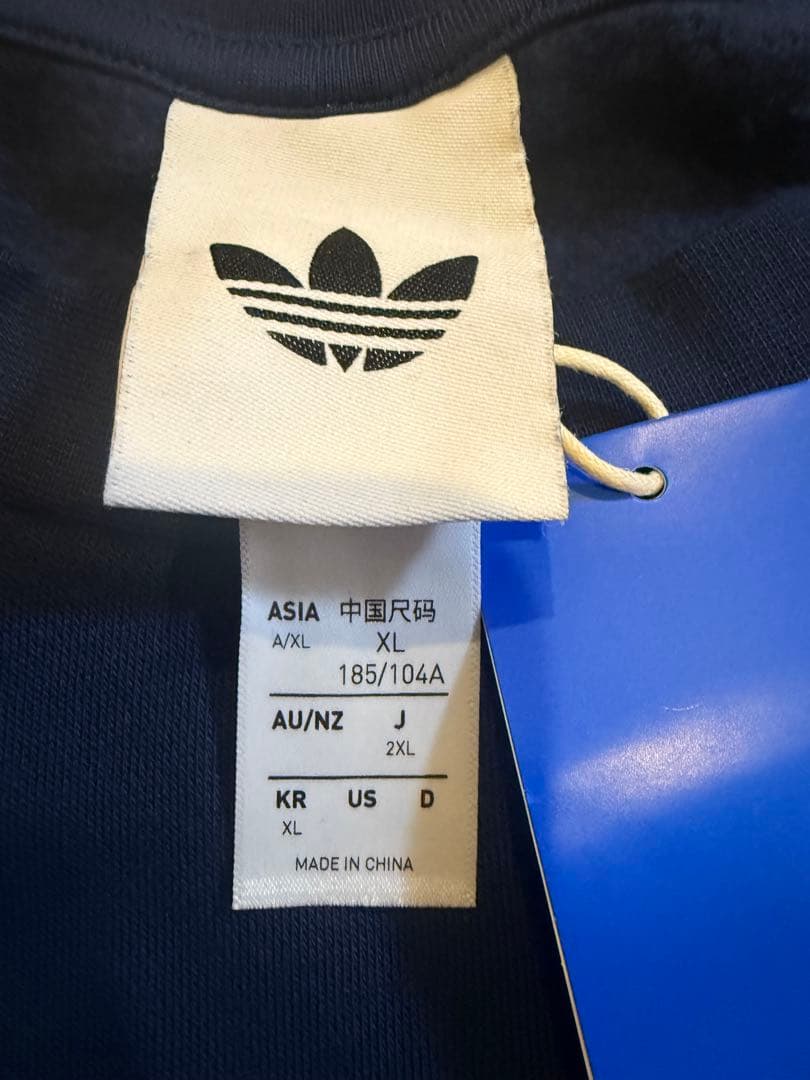 ASIA 中国尺码
A/XL XL
185/104A
AU/NZ J
2XL
KR US D
XL
MADE IN CHINA